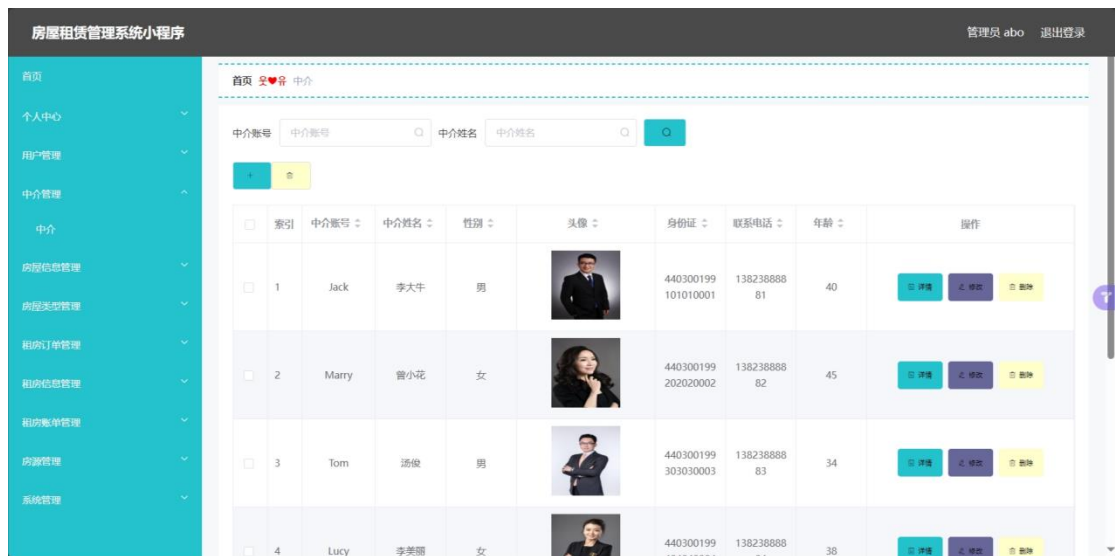 房屋租赁管理系统小程序
管理员 abo 退出登录
首页
个人中心
用户管理
中介管理
中介
房屋信息管理
房屋类型管理
租房订单管理
租房信息管理
租房账单管理
房源管理
系统管理
首页 웃❤유 中介
中介账号 中介账号 中介姓名 中介姓名
+
索引 中介账号 中介姓名 性别 头像 身份证 联系电话 年龄 操作
1 Jack 李大牛 男 440300199101010001 13823888881 40 详情 修改 删除
2 Marry 曾小花 女 440300199202020002 13823888882 45 详情 修改 删除
3 Tom 汤俊 男 440300199303030003 13823888883 34 详情 修改 删除
4 Lucy 李美丽 女 440300199 138238888 38 详情 修改 删除